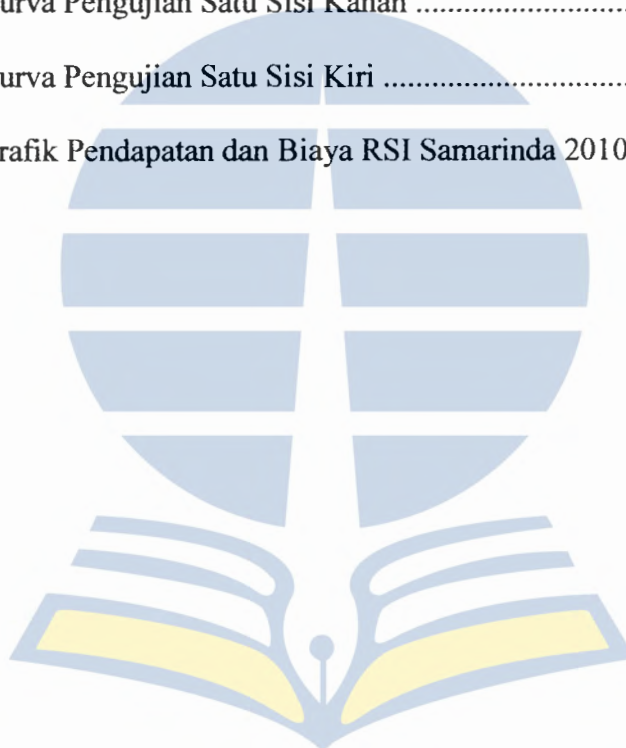 urva Pengujian Satu Sisi Kanan ..............................
urva Pengujian Satu Sisi Kiri ..................................
rafik Pendapatan dan Biaya RSI Samarinda 2010